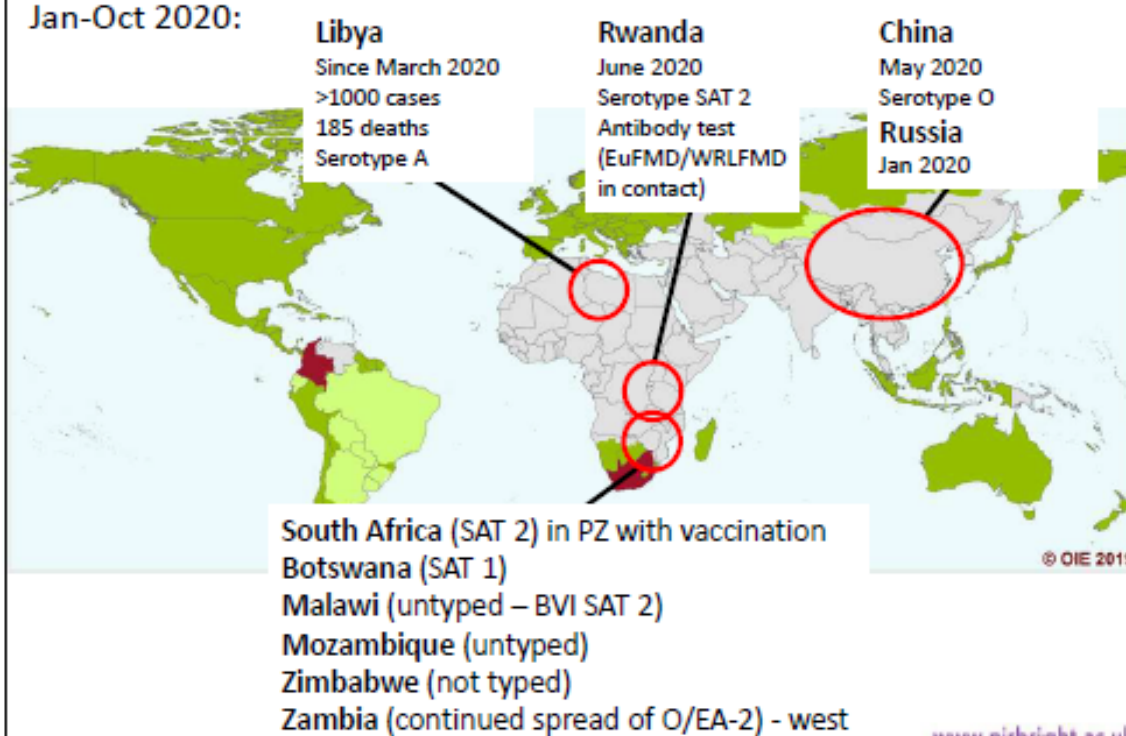 Jan-Oct 2020:
Libya
Since March 2020
>1000 cases
185 deaths
Serotype A
Rwanda
June 2020
Serotype SAT 2
Antibody test
(EuFMD/WRLFMD
in contact)
China
May 2020
Serotype O
Russia
Jan 2020
© OIE 2019
South Africa (SAT 2) in PZ with vaccination
Botswana (SAT 1)
Malawi (untyped – BVI SAT 2)
Mozambique (untyped)
Zimbabwe (not typed)
Zambia (continued spread of O/EA-2) - west